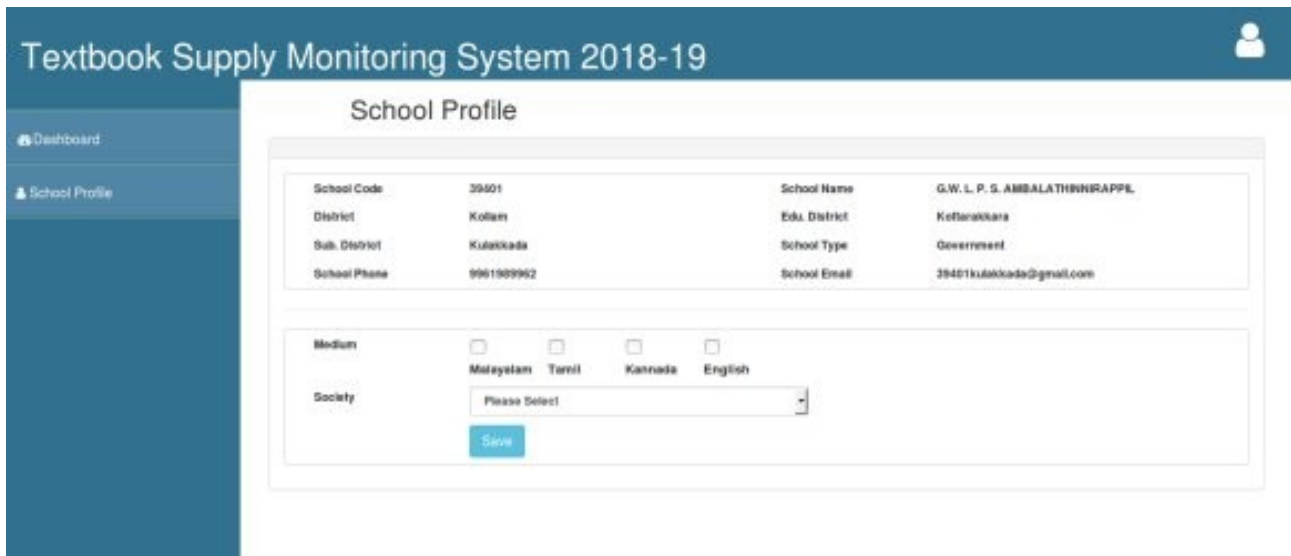 Textbook Supply Monitoring System 2018-19
Dashboard
School Profile
School Profile
School Code 39401 School Name G.W. L. P. S. AMBALATHINNIRAPPIL
District Kollam Edu. District Kottarakkara
Sub. District Kulakkada School Type Government
School Phone 9961989962 School Email 39401kulakkada@gmail.com
Medium
Malayalam Tamil Kannada English
Society Please Select
Save